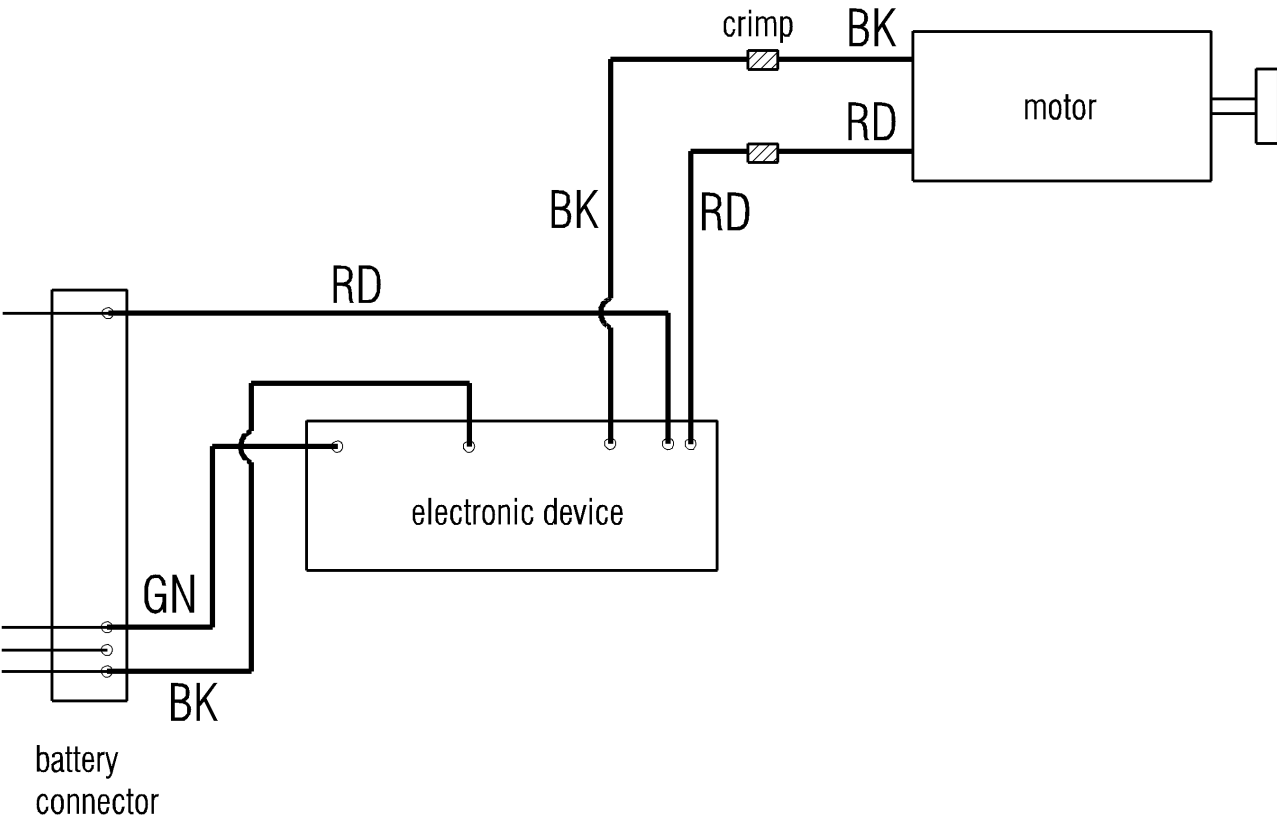 crimp
BK
motor
RD
BK
RD
RD
electronic device
GN
BK
battery
connector